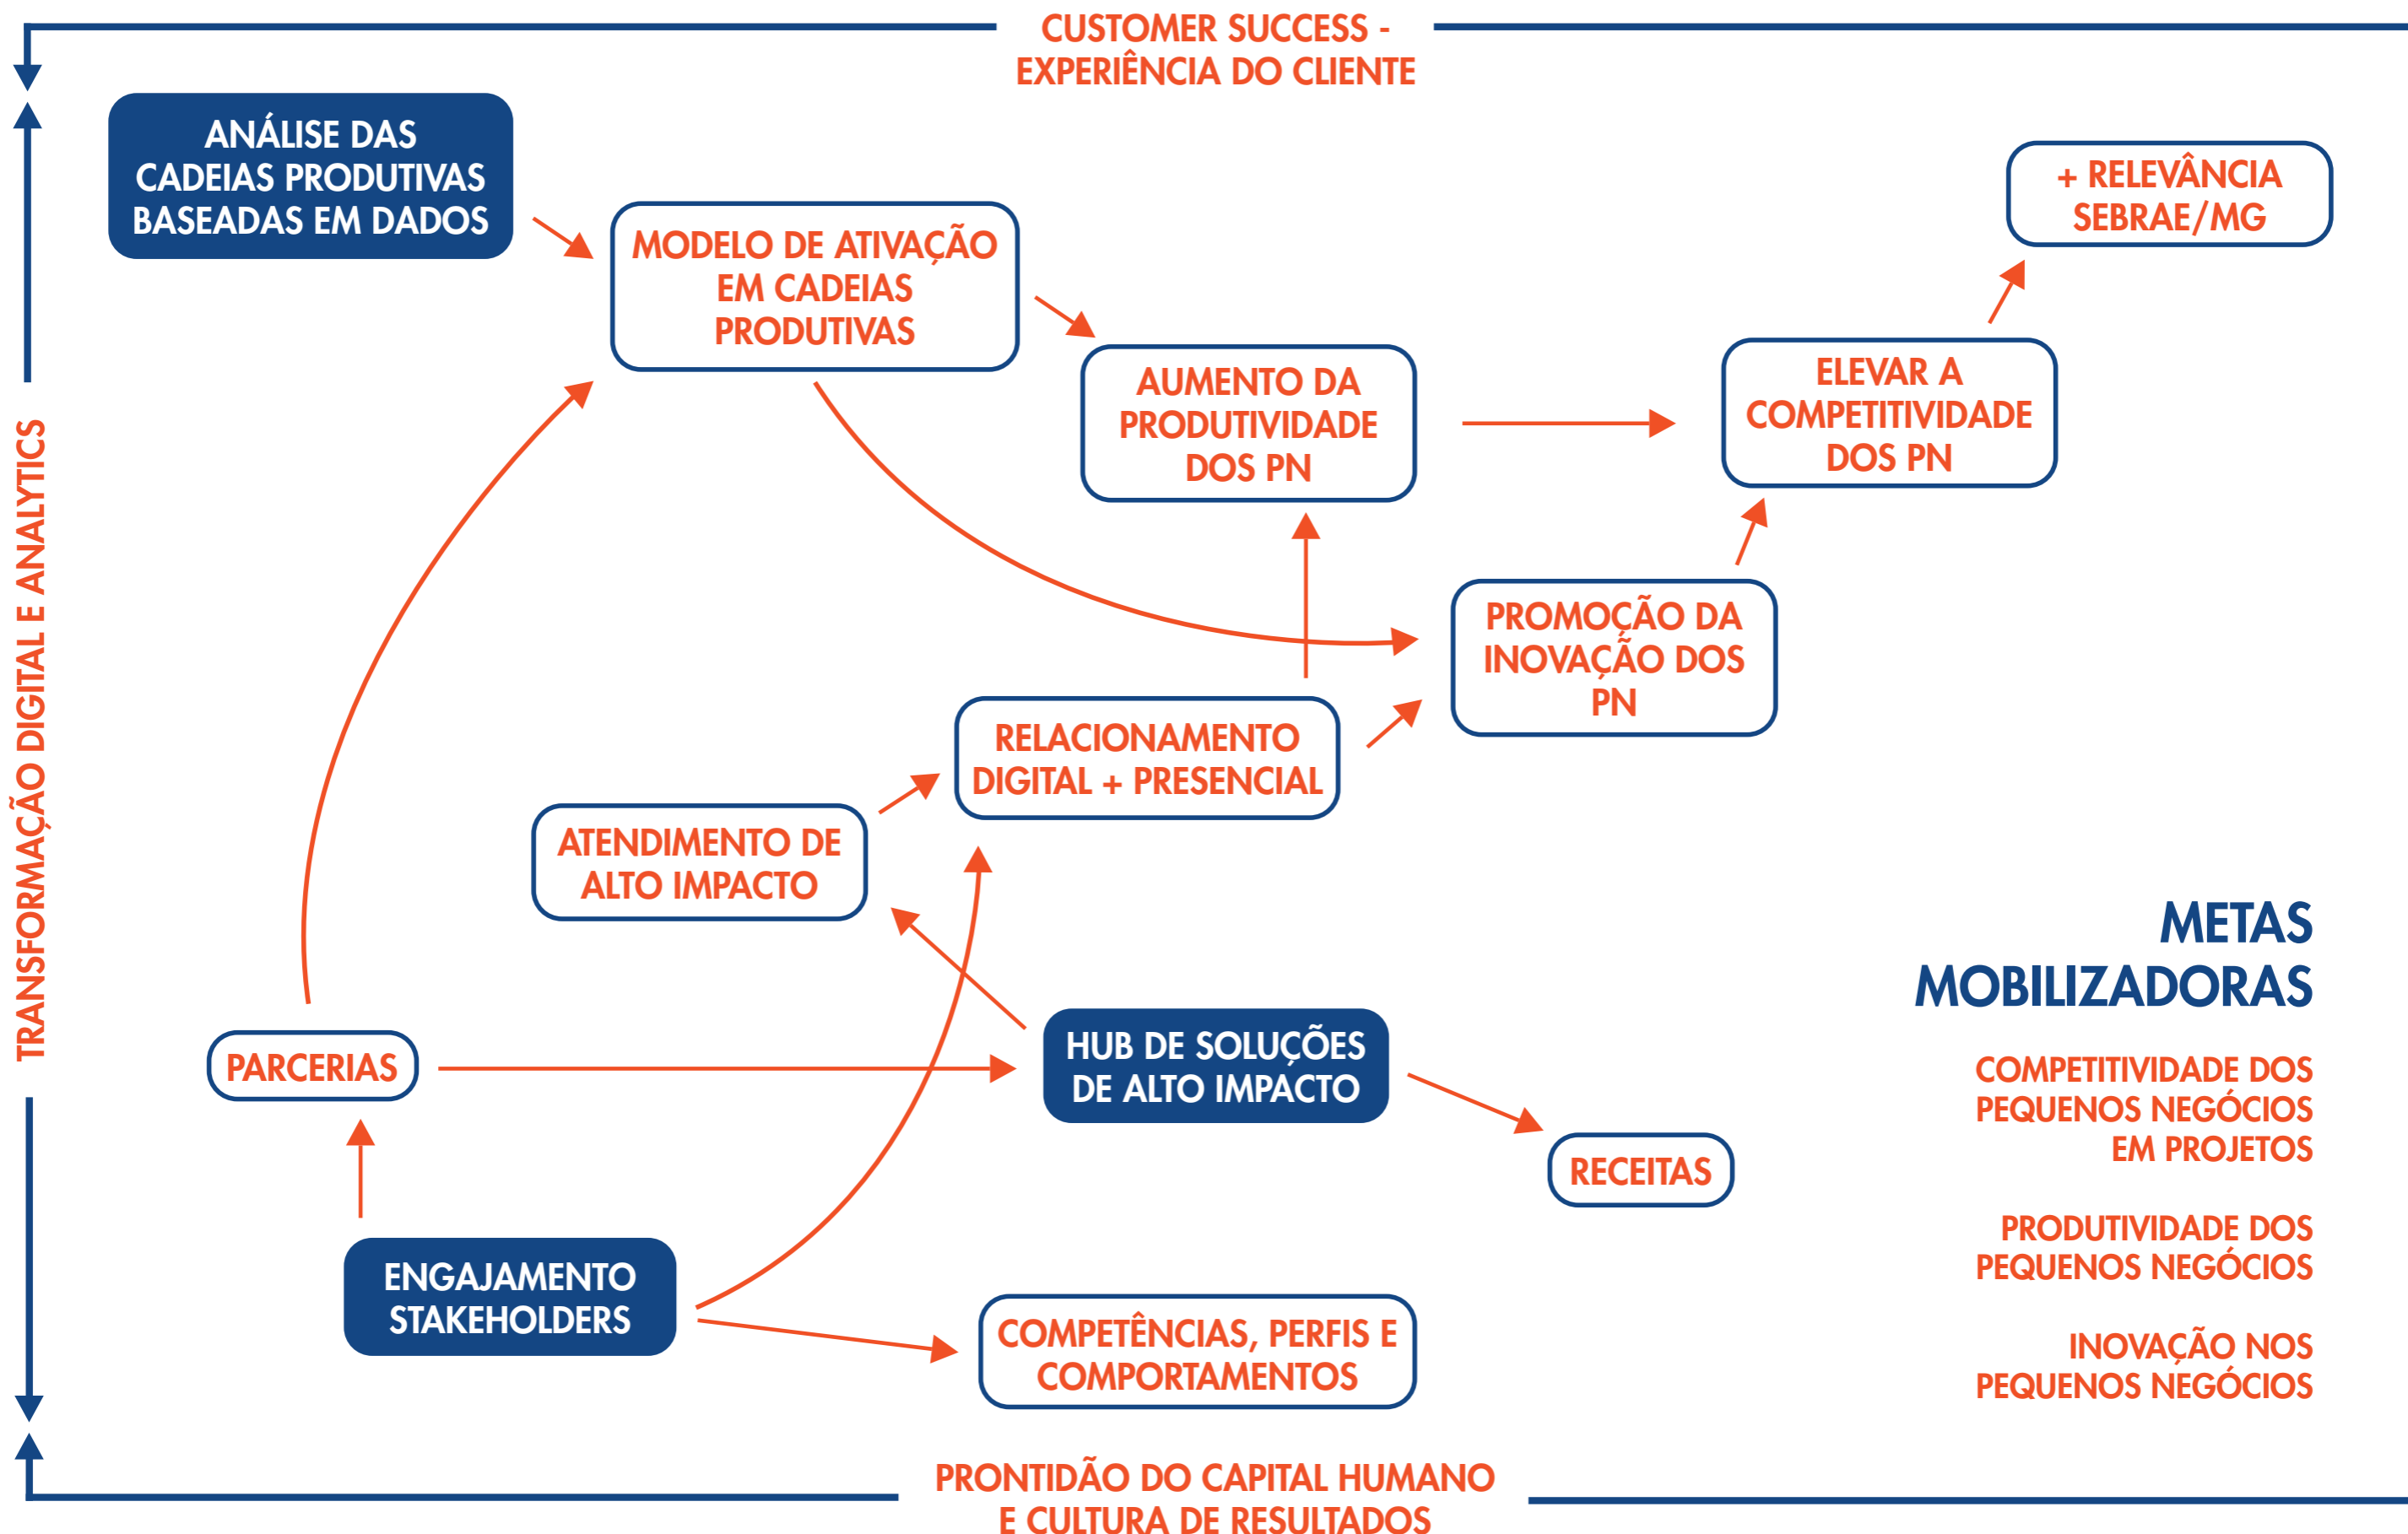 CUSTOMER SUCCESS -
EXPERIÊNCIA DO CLIENTE
ANÁLISE DAS
CADEIAS PRODUTIVAS
BASEADAS EM DADOS
+ RELEVÂNCIA
SEBRAE/MG
MODELO DE ATIVAÇÃO
EM CADEIAS
PRODUTIVAS
AUMENTO DA
PRODUTIVIDADE
DOS PN
ELEVAR A
COMPETITIVIDADE
DOS PN
TRANSFORMAÇÃO DIGITAL E ANALYTICS
PROMOÇÃO DA
INOVAÇÃO DOS
PN
RELACIONAMENTO
DIGITAL + PRESENCIAL
ATENDIMENTO DE
ALTO IMPACTO
PARCERIAS
HUB DE SOLUÇÕES
DE ALTO IMPACTO
RECEITAS
ENGAJAMENTO
STAKEHOLDERS
COMPETÊNCIAS, PERFIS E
COMPORTAMENTOS
METAS
MOBILIZADORAS
COMPETITIVIDADE DOS
PEQUENOS NEGÓCIOS
EM PROJETOS
PRODUTIVIDADE DOS
PEQUENOS NEGÓCIOS
INOVAÇÃO NOS
PEQUENOS NEGÓCIOS
PRONTIDÃO DO CAPITAL HUMANO
E CULTURA DE RESULTADOS